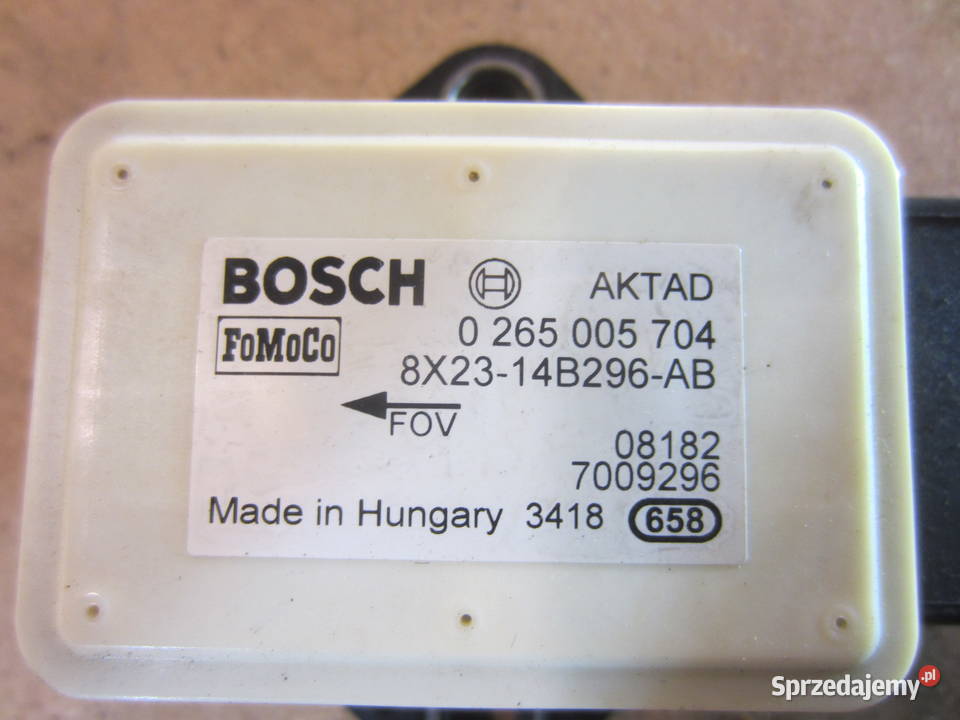 BOSCH AKTAD
0 265 005 704
FoMoCo
8X23-14B296-AB
FOV
08182
7009296
Made in Hungary 3418 658
Sprzedajemy.pl